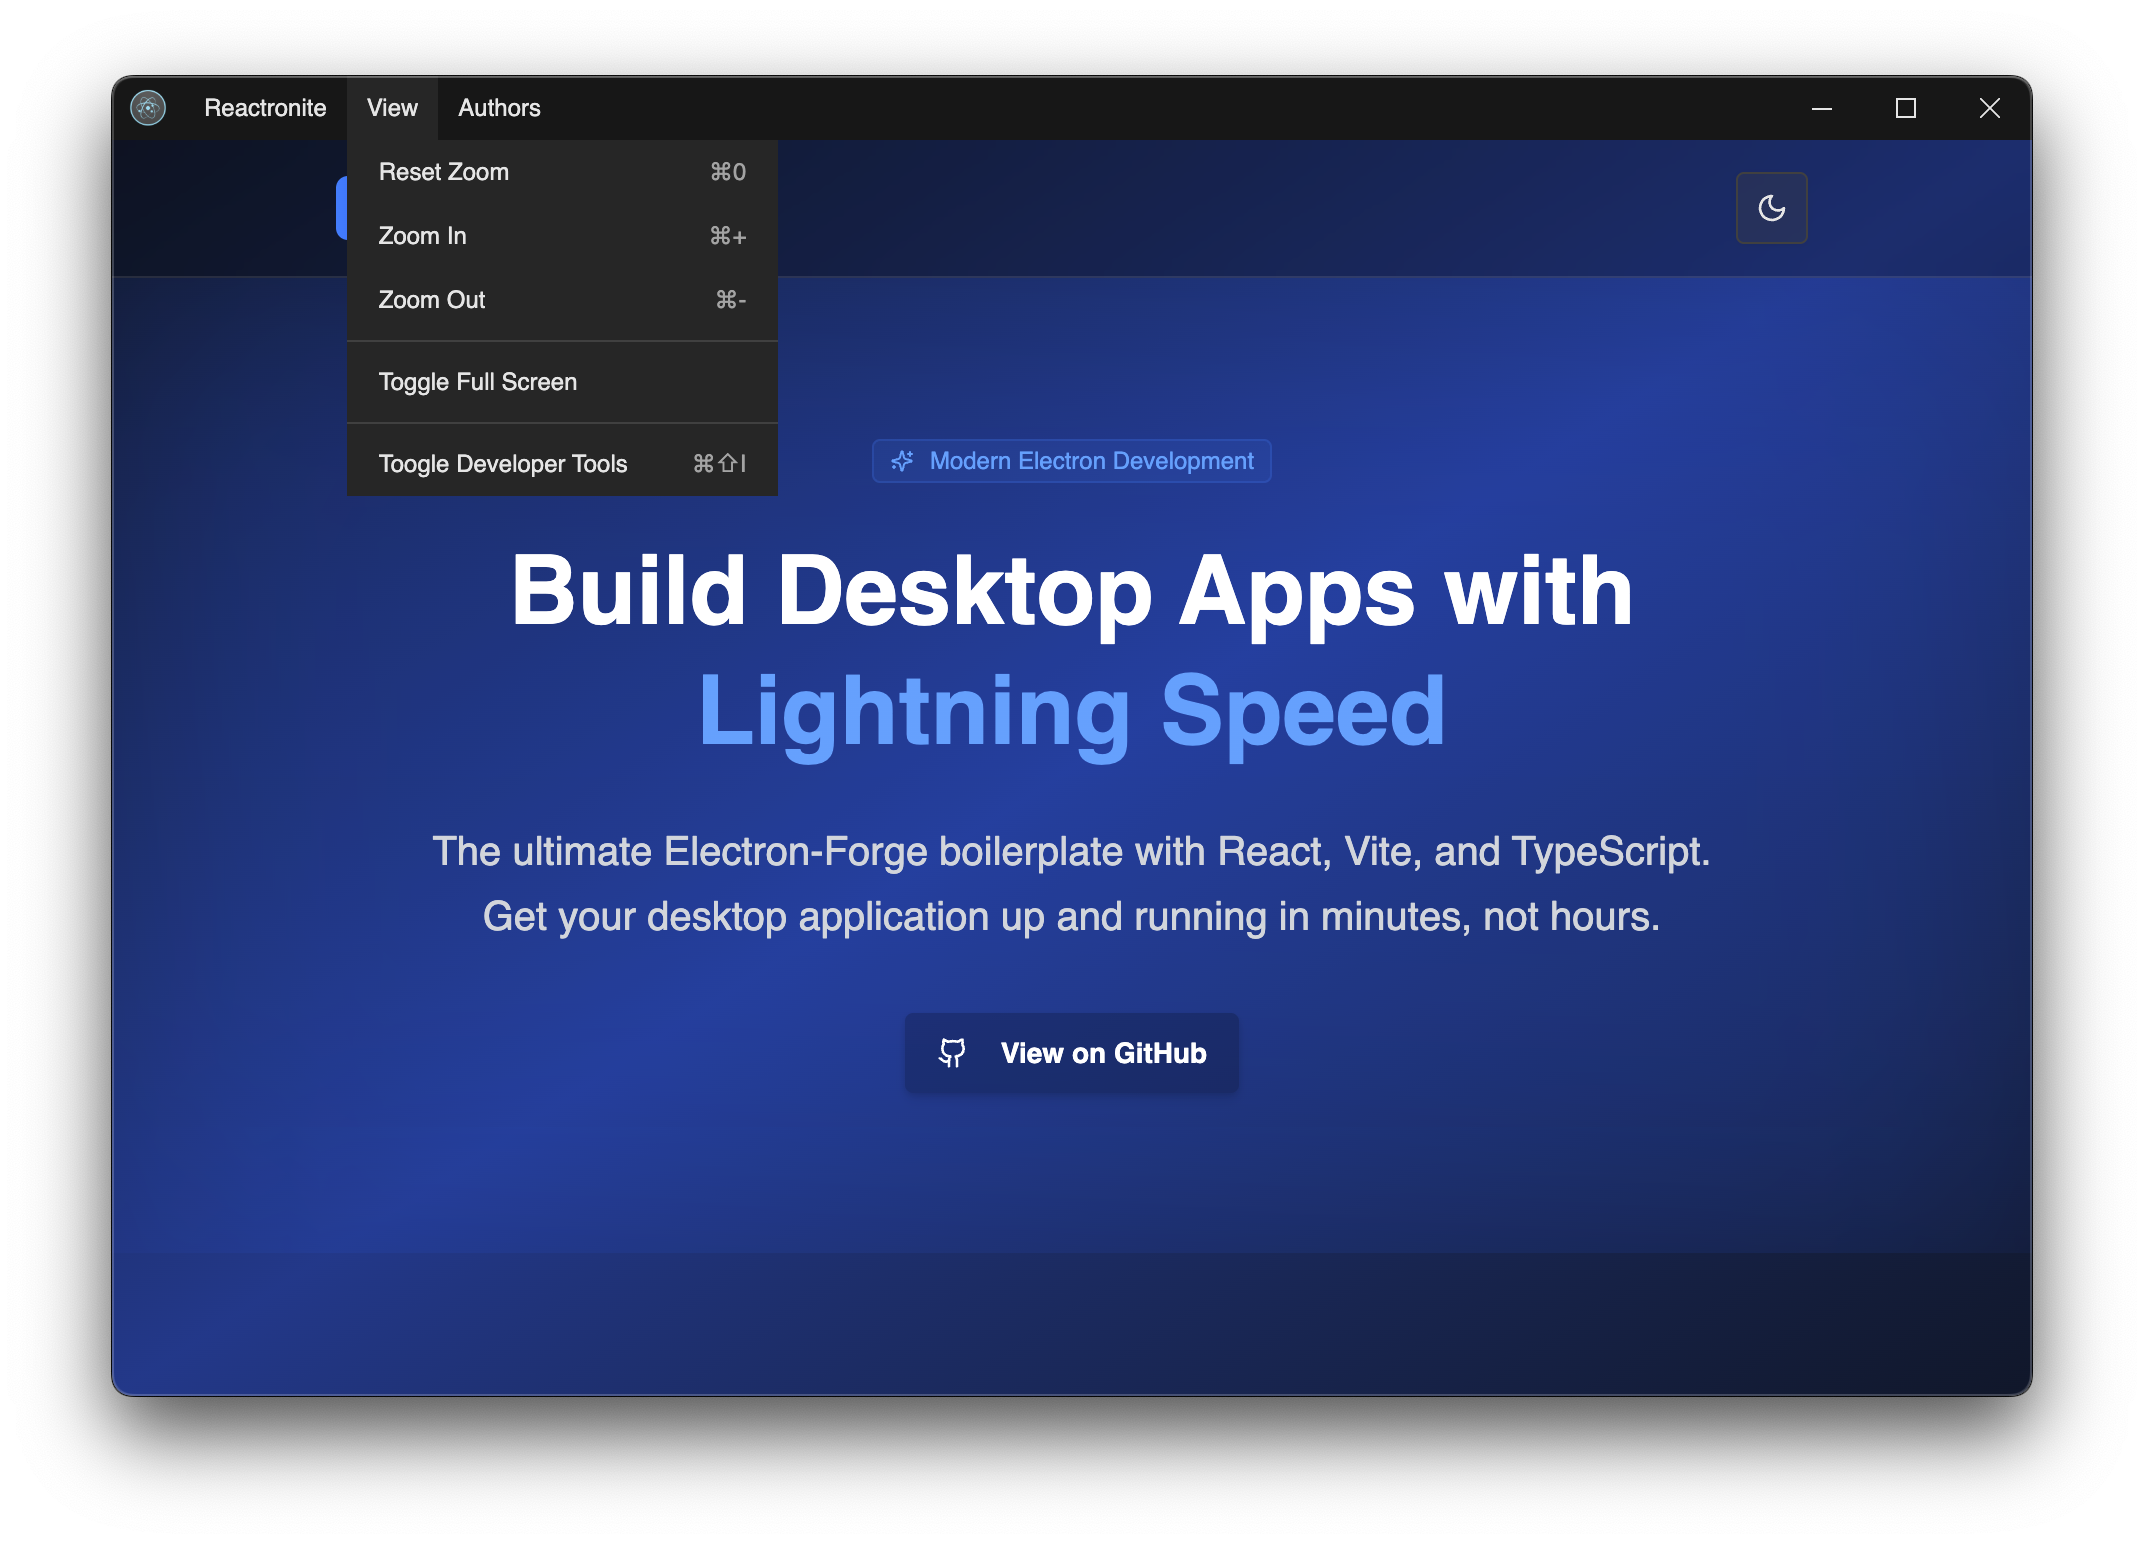 Reactronite View Authors
Reset Zoom ⌘0
Zoom In ⌘+
Zoom Out ⌘-
Toggle Full Screen
Toogle Developer Tools ⌘⇧I
Modern Electron Development
Build Desktop Apps with
Lightning Speed
The ultimate Electron-Forge boilerplate with React, Vite, and TypeScript.
Get your desktop application up and running in minutes, not hours.
View on GitHub